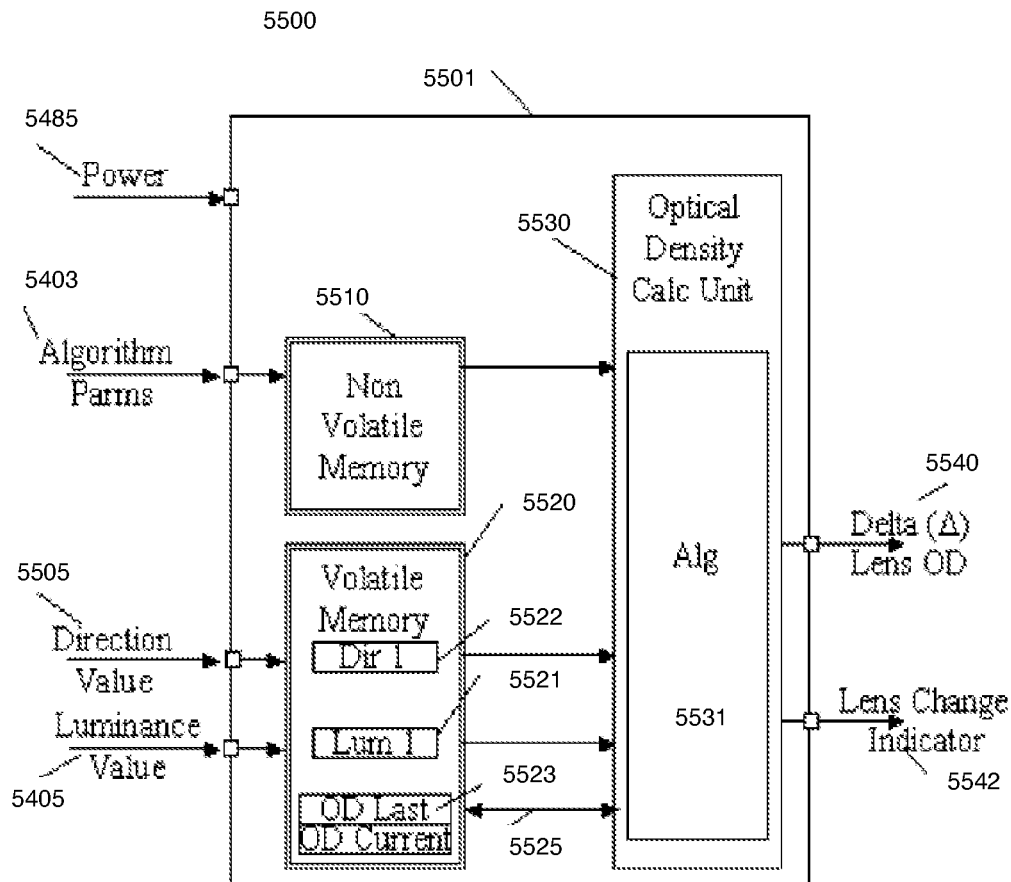 5500
5501
5485
Power
5530
Optical
Density
Calc Unit
5403
5510
Algorithm
Parms
Non
Volatile
Memory
5520
5540
Delta (Δ)
Lens OD
Alg
5505
Volatile
Memory
5522
Direction
Value
Dir 1
5521
5531
Lens Change
Indicator
Luminance
Value
Lum 1
5523
5405
OD Last
5542
OD Current
5525